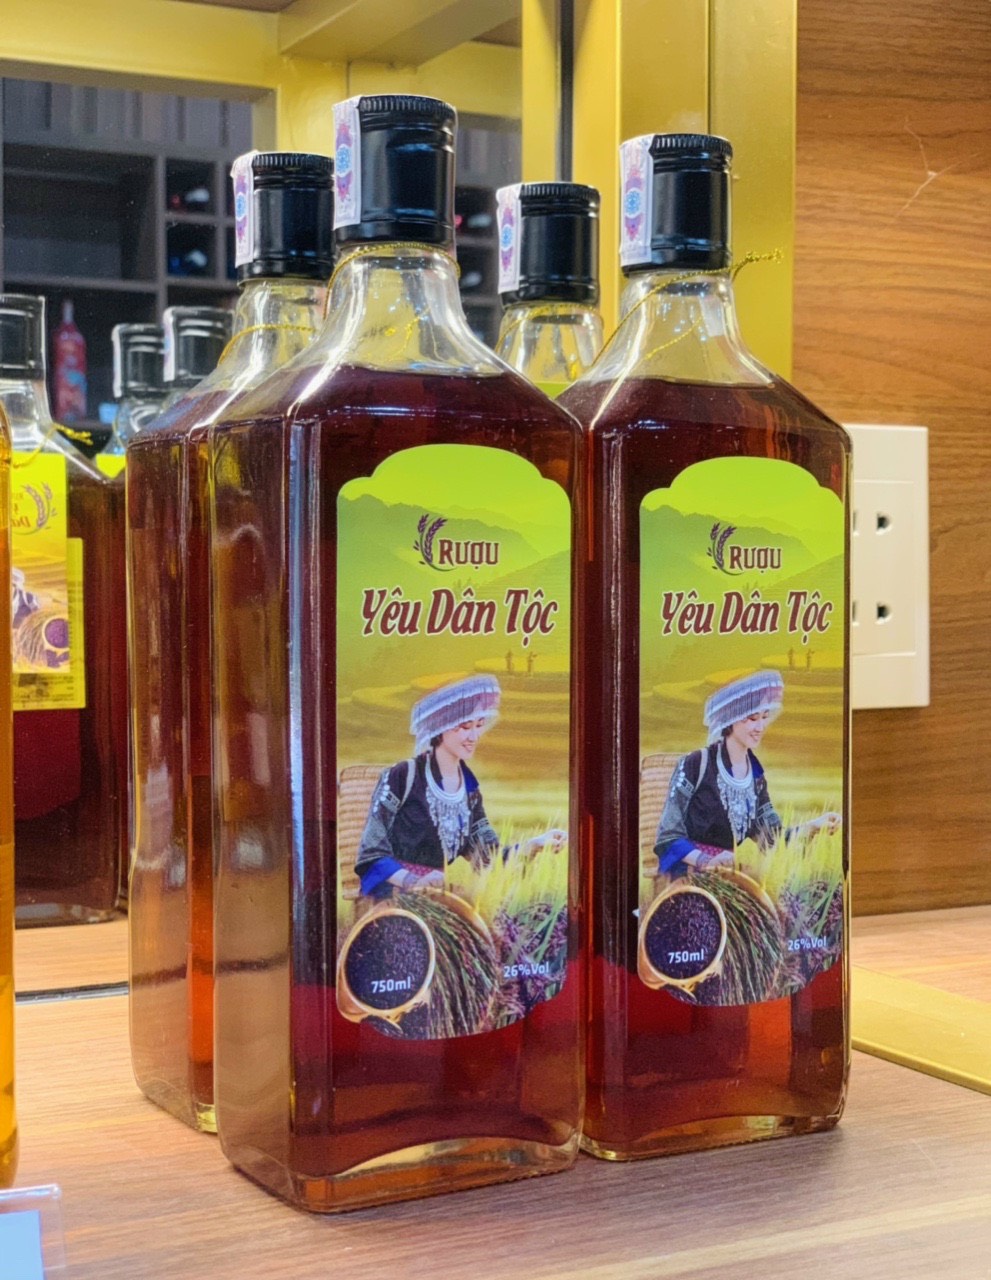 RƯỢU
Yêu Dân Tộc
750ml
26%Vol
RƯỢU
Yêu Dân Tộc
750ml
26%Vol